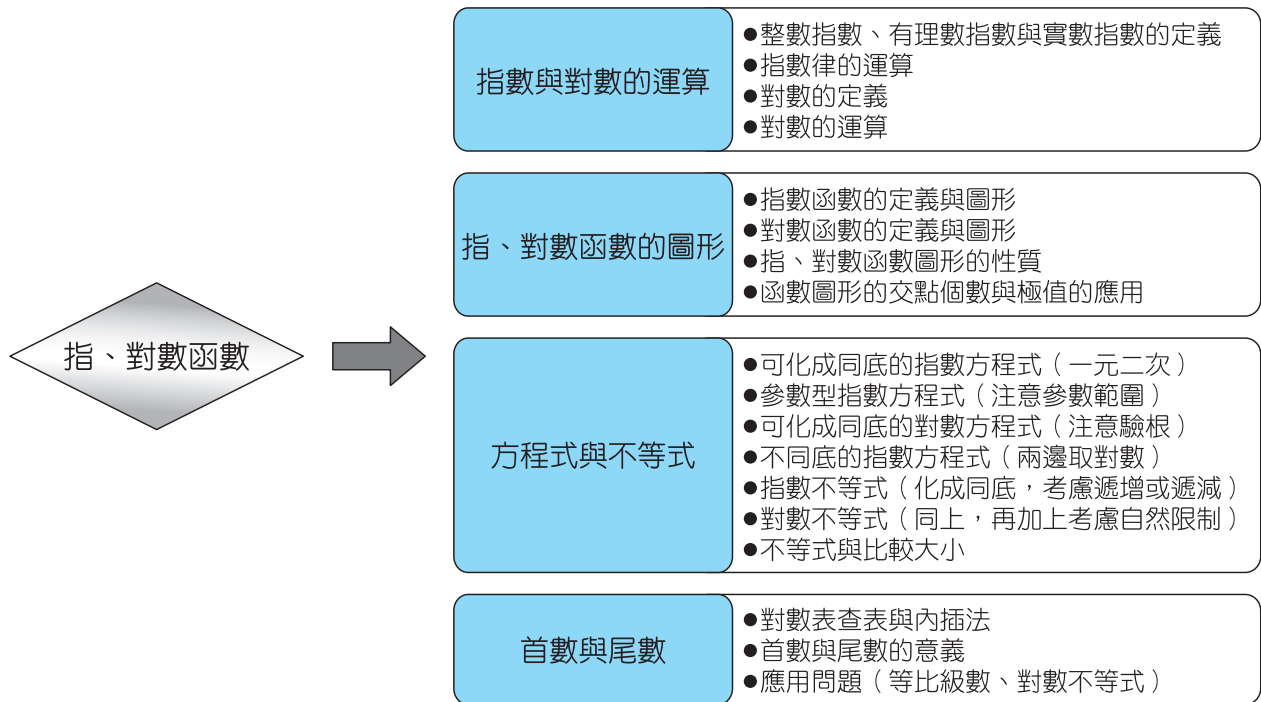 指數與對數的運算
●整數指數、有理數指數與實數指數的定義
●指數律的運算
●對數的定義
●對數的運算
指、對數函數的圖形
●指數函數的定義與圖形
●對數函數的定義與圖形
●指、對數函數圖形的性質
●函數圖形的交點個數與極值的應用
指、對數函數
方程式與不等式
●可化成同底的指數方程式（一元二次）
●參數型指數方程式（注意參數範圍）
●可化成同底的對數方程式（注意驗根）
●不同底的指數方程式（兩邊取對數）
●指數不等式（化成同底，考慮遞增或遞減）
●對數不等式（同上，再加上考慮自然限制）
●不等式與比較大小
首數與尾數
●對數表查表與內插法
●首數與尾數的意義
●應用問題（等比級數、對數不等式）